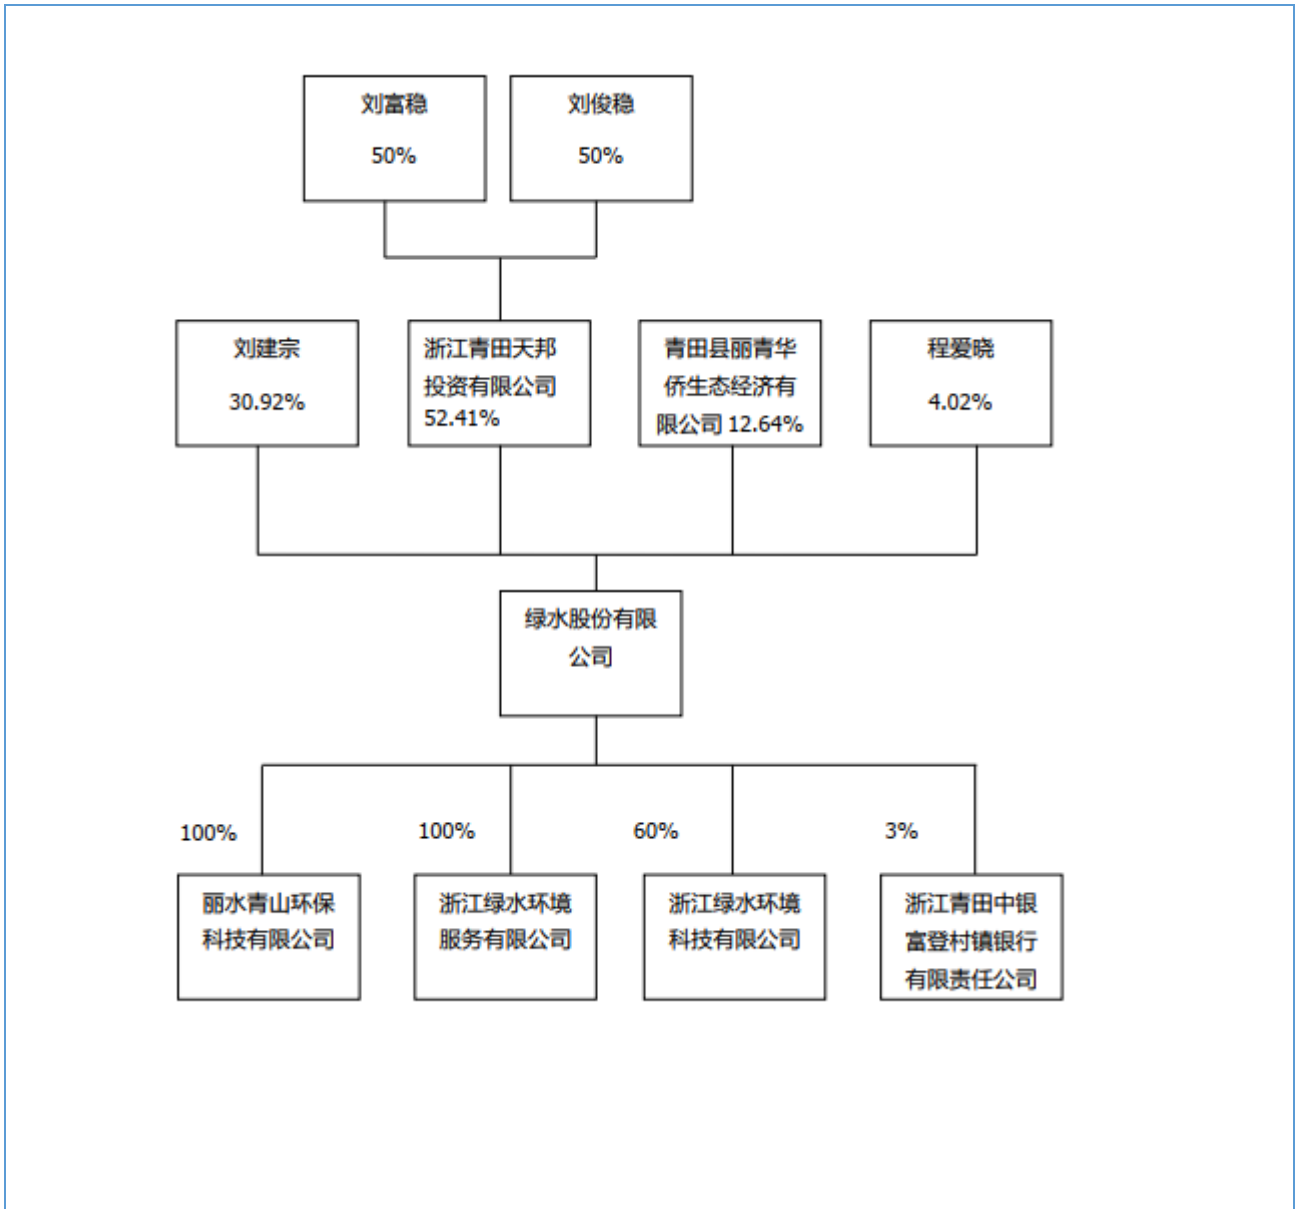 刘富稳
50%
刘俊稳
50%
刘建宗
30.92%
浙江青田天邦
投资有限公司
52.41%
青田县丽青华
侨生态经济有
限公司 12.64%
程爱晓
4.02%
绿水股份有限
公司
100%
100%
60%
3%
丽水青山环保
科技有限公司
浙江绿水环境
服务有限公司
浙江绿水环境
科技有限公司
浙江青田中银
富登村镇银行
有限责任公司